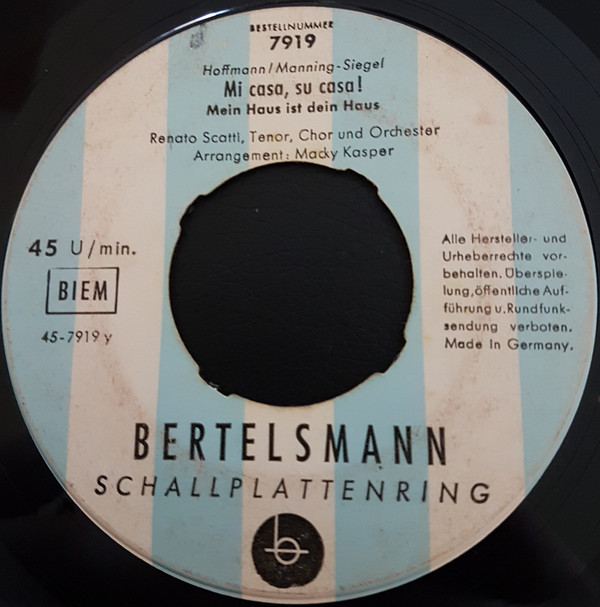 BESTELLNUMMER
7919
Hoffmann/Manning-Siegel
Mi casa, su casa!
Mein Haus ist dein Haus
Renato Scatti, Tenor, Chor und Orchester
Arrangement: Macky Kasper
45 U/min.
BIEM
45-7919 y
Alle Hersteller- und
Urheberrechte vor-
behalten. Überspie-
lung, öffentliche Auf-
führung u. Rundfunk-
sendung verboten.
Made In Germany.
BERTELSMANN
SCHALLPLATTENRING
b